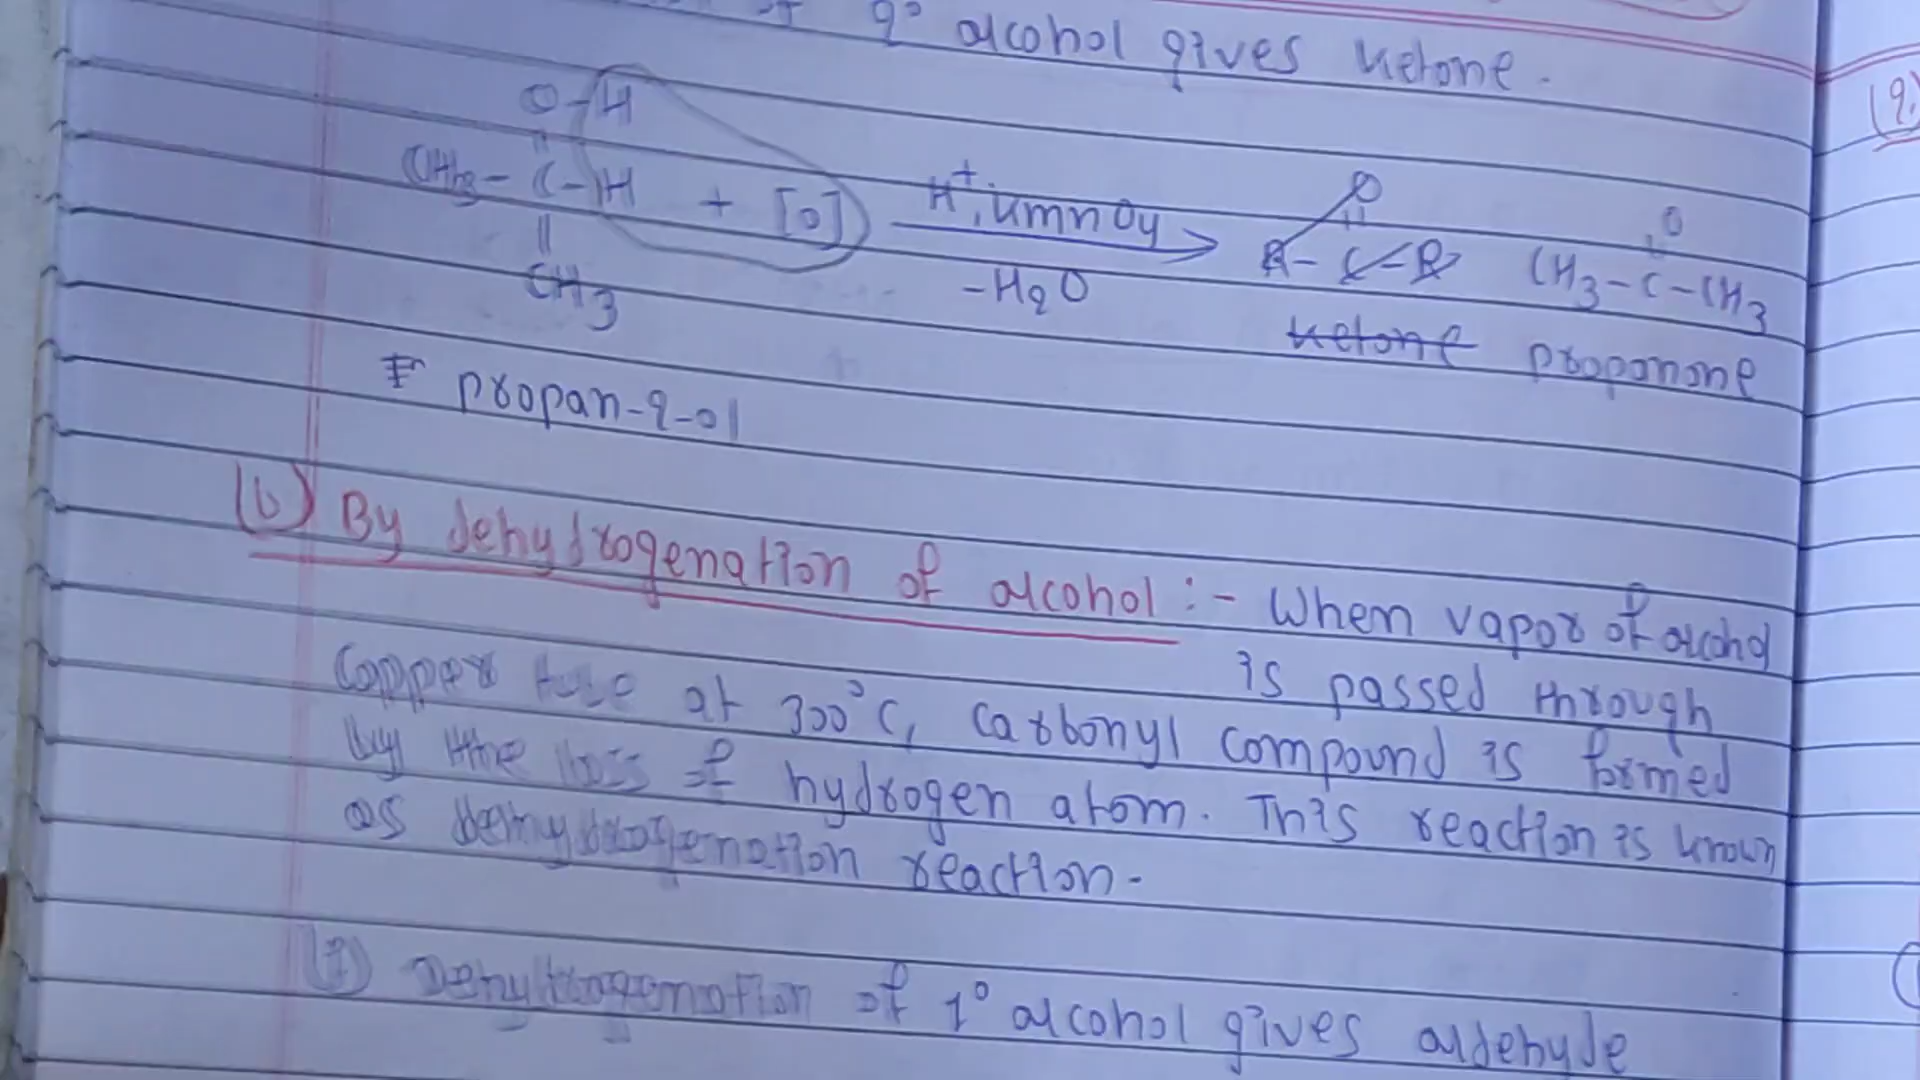 of 2° alcohol gives ketone.
O-H
CH3 - C - H + [O] H+, KMnO4 R - C - R O CH3 - C - CH3 O
CH3 -H2O
ketone propanone
propan-2-ol
(b) By dehydrogenation of alcohol :- When vapor of alcohol
is passed through
Copper tube at 300°C, Carbonyl compound is formed
by the loss of hydrogen atom. This reaction is known
as dehydrogenation reaction.
(i) Dehydrogenation of 1° alcohol gives aldehyde
(2)